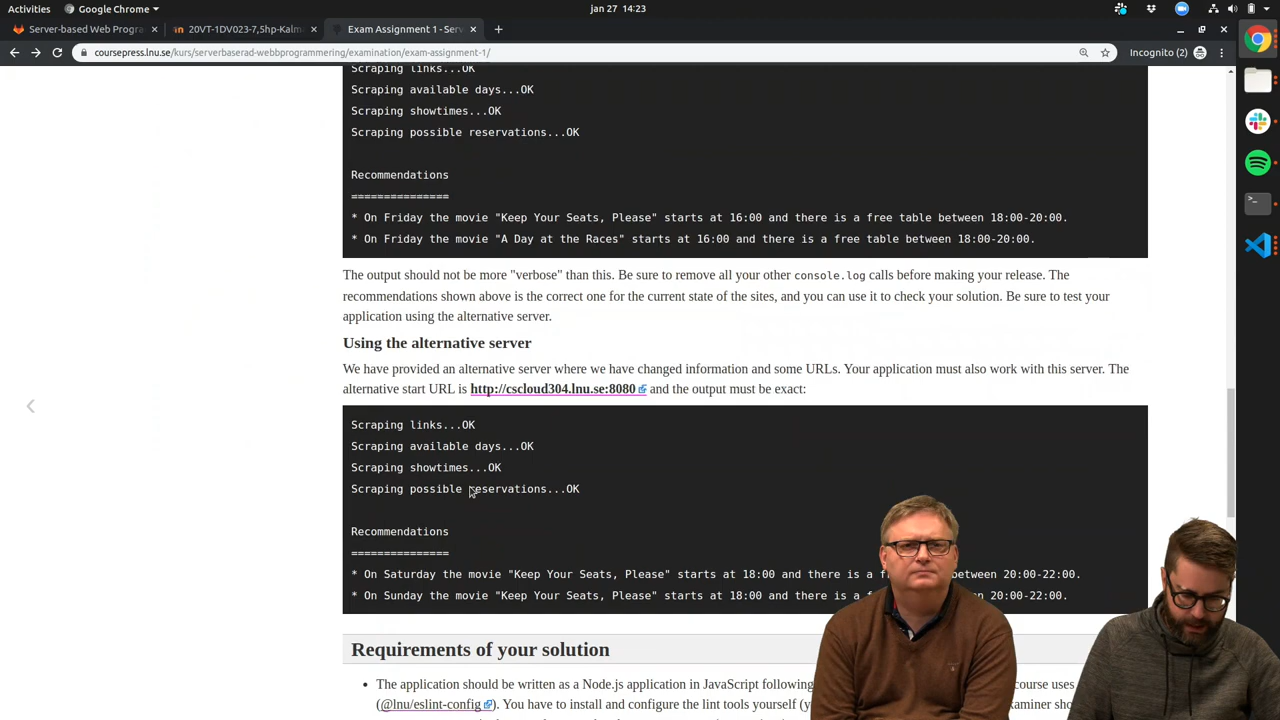 Activities
Google Chrome
jan 27 14:23
Server-based Web Progra
20VT-1DV023-7,5hp-Kalm
Exam Assignment 1 - Serv
coursepress.lnu.se/kurs/serverbaserad-webbprogrammering/examination/exam-assignment-1/
Incognito (2)
Scraping links...OK
Scraping available days...OK
Scraping showtimes...OK
Scraping possible reservations...OK
Recommendations
===============
* On Friday the movie "Keep Your Seats, Please" starts at 16:00 and there is a free table between 18:00-20:00.
* On Friday the movie "A Day at the Races" starts at 16:00 and there is a free table between 18:00-20:00.
The output should not be more "verbose" than this. Be sure to remove all your other console.log calls before making your release. The
recommendations shown above is the correct one for the current state of the sites, and you can use it to check your solution. Be sure to test your
application using the alternative server.
Using the alternative server
We have provided an alternative server where we have changed information and some URLs. Your application must also work with this server. The
alternative start URL is http://cscloud304.lnu.se:8080 and the output must be exact:
Scraping links...OK
Scraping available days...OK
Scraping showtimes...OK
Scraping possible reservations...OK
Recommendations
===============
* On Saturday the movie "Keep Your Seats, Please" starts at 18:00 and there is a between 20:00-22:00.
* On Sunday the movie "Keep Your Seats, Please" starts at 18:00 and there is a 20:00-22:00.
Requirements of your solution
The application should be written as a Node.js application in JavaScript following course uses
(@lnu/eslint-config). You have to install and configure the lint tools yourself